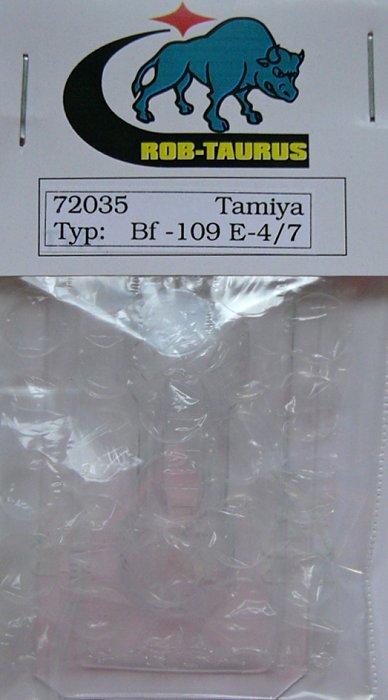 ROB-TAURUS
72035 Tamiya
Typ: Bf -109 E-4/7